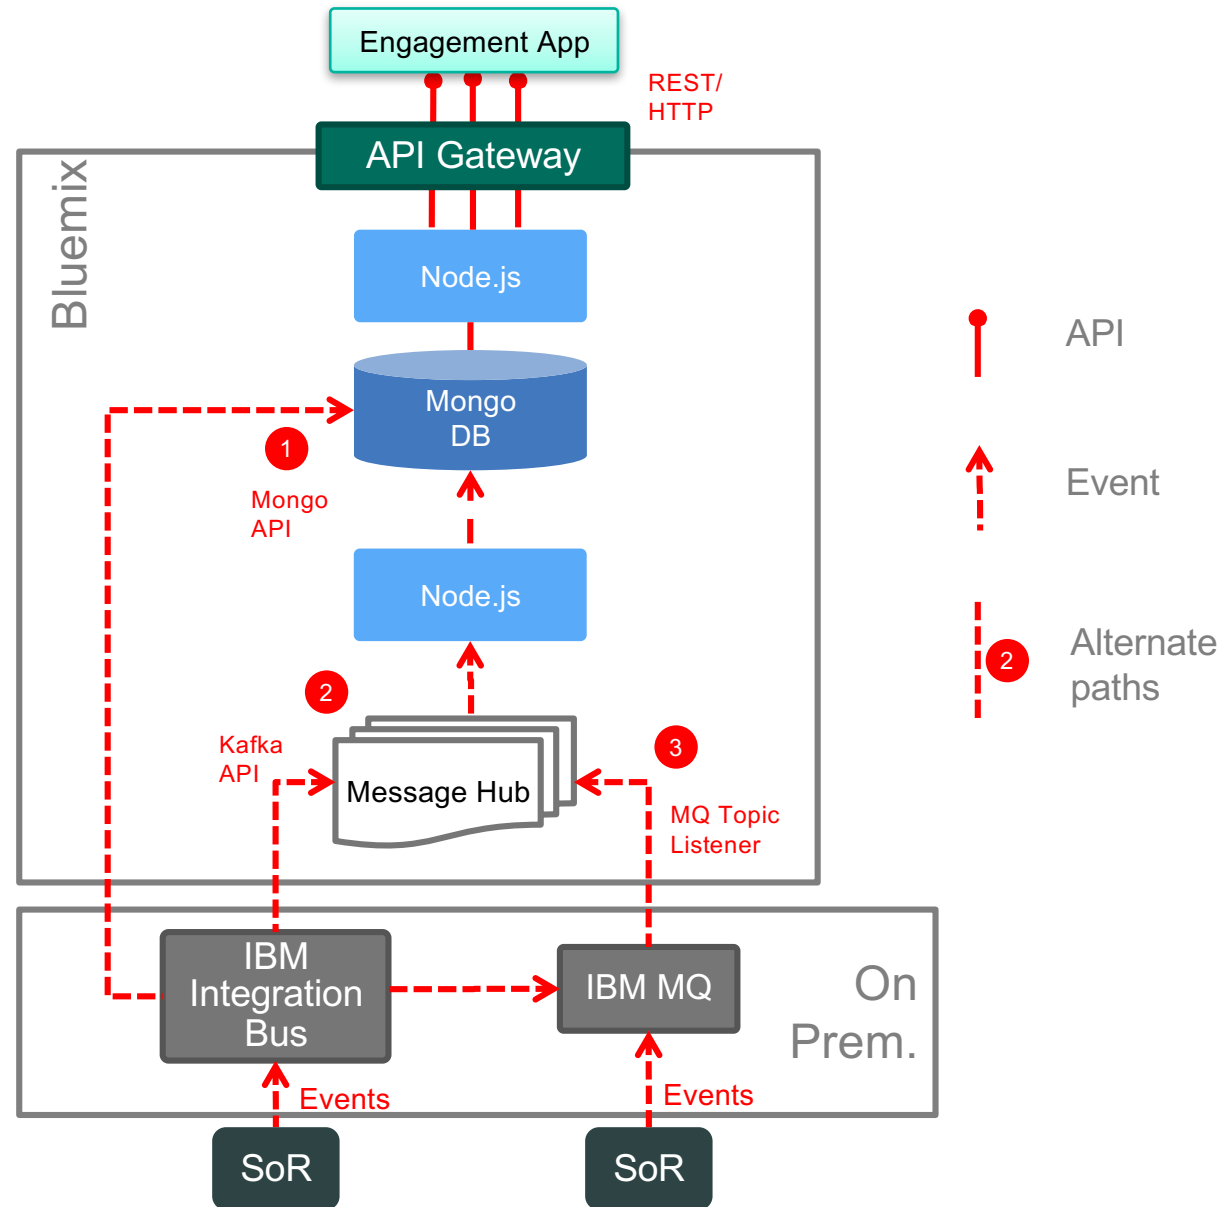 Engagement App
REST/
HTTP
API Gateway
Bluemix
Node.js
API
Mongo
DB
1
Mongo
API
Event
Node.js
2
Alternate
paths
2
3
Kafka
API
Message Hub
MQ Topic
Listener
IBM
Integration
Bus
IBM MQ
On
Prem.
Events
Events
SoR
SoR